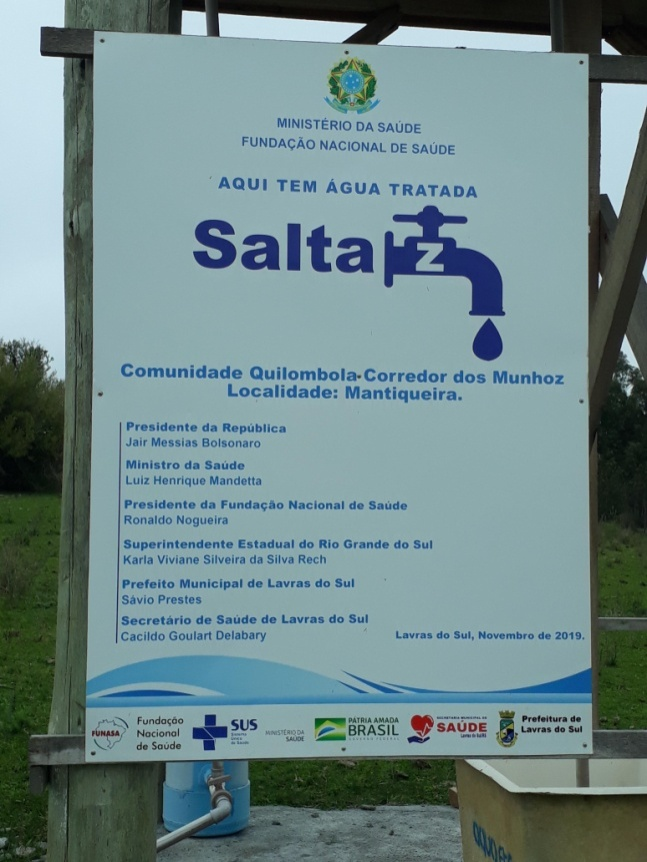 MINISTÉRIO DA SAÚDE
FUNDAÇÃO NACIONAL DE SAÚDE
AQUI TEM ÁGUA TRATADA
Salta Z
Comunidade Quilombola-Corredor dos Munhoz
Localidade: Mantiqueira.
Presidente da República
Jair Messias Bolsonaro
Ministro da Saúde
Luiz Henrique Mandetta
Presidente da Fundação Nacional de Saúde
Ronaldo Nogueira
Superintendente Estadual do Rio Grande do Sul
Karla Viviane Silveira da Silva Rech
Prefeito Municipal de Lavras do Sul
Sávio Prestes
Secretário de Saúde de Lavras do Sul
Cacildo Goulart Delabary
Lavras do Sul, Novembro de 2019.
FUNASA
Fundação
Nacional
de Saúde
SUS
Sistema
Único
de Saúde
MINISTÉRIO DA
SAÚDE
PÁTRIA AMADA
BRASIL
GOVERNO FEDERAL
SECRETARIA MUNICIPAL DE
SAÚDE
Lavras do Sul/RS
Prefeitura de
Lavras do Sul